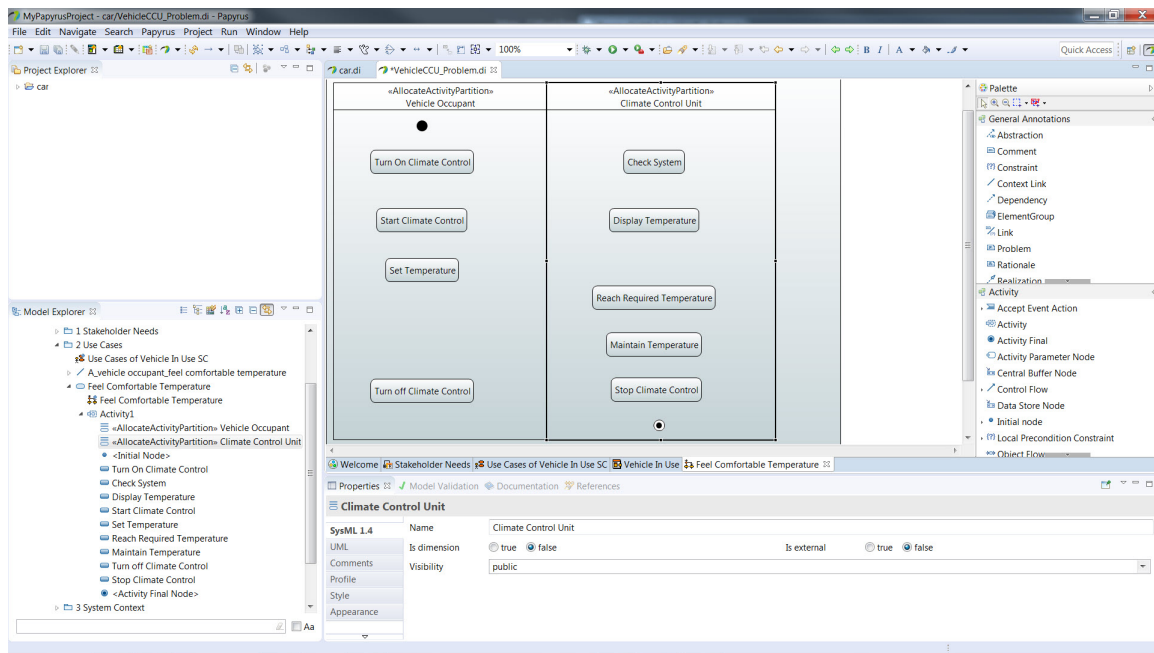 MyPapyrusProject - car/VehicleCCU_Problem.di - Papyrus
File Edit Navigate Search Papyrus Project Run Window Help
100%
B I A
Quick Access
Project Explorer
car
car.di
*VehicleCCU_Problem.di
«AllocateActivityPartition»
Vehicle Occupant
«AllocateActivityPartition»
Climate Control Unit
Turn On Climate Control
Check System
Start Climate Control
Display Temperature
Set Temperature
Reach Required Temperature
Maintain Temperature
Turn off Climate Control
Stop Climate Control
Palette
General Annotations
Abstraction
Comment
Constraint
Context Link
Dependency
ElementGroup
Link
Problem
Rationale
Realization
Activity
Accept Event Action
Activity
Activity Final
Activity Parameter Node
Central Buffer Node
Control Flow
Data Store Node
Initial node
Local Precondition Constraint
Object Flow
Model Explorer
1 Stakeholder Needs
2 Use Cases
Use Cases of Vehicle In Use SC
A_vehicle occupant_feel comfortable temperature
Feel Comfortable Temperature
Feel Comfortable Temperature
Activity1
«AllocateActivityPartition» Vehicle Occupant
«AllocateActivityPartition» Climate Control Unit
<Initial Node>
Turn On Climate Control
Check System
Display Temperature
Start Climate Control
Set Temperature
Reach Required Temperature
Maintain Temperature
Turn off Climate Control
Stop Climate Control
<Activity Final Node>
3 System Context
Aa
Welcome
Stakeholder Needs
Use Cases of Vehicle In Use SC
Vehicle In Use
Feel Comfortable Temperature
Properties
Model Validation
Documentation
References
Climate Control Unit
SysML 1.4
UML
Comments
Profile
Style
Appearance
Name Climate Control Unit
Is dimension true false Is external true false
Visibility public